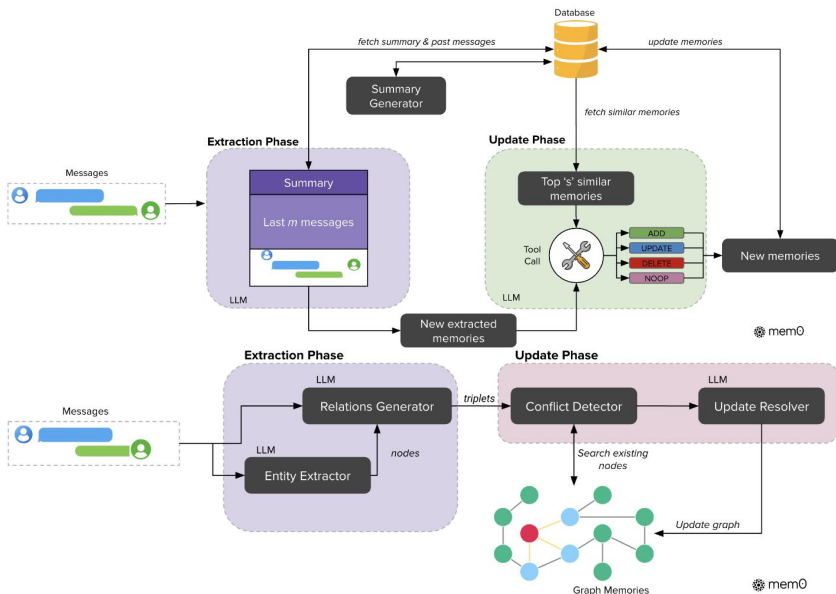 Database
fetch summary & past messages
update memories
Summary
Generator
fetch similar memories
Extraction Phase
Update Phase
Messages
Summary
Last m messages
LLM
Top 's' similar
memories
Tool
Call
ADD
UPDATE
DELETE
NOOP
New memories
LLM
New extracted
memories
mem0
Extraction Phase
Update Phase
Messages
LLM
Relations Generator
triplets
Conflict Detector
LLM
Update Resolver
LLM
Entity Extractor
nodes
Search existing
nodes
Update graph
Graph Memories
mem0